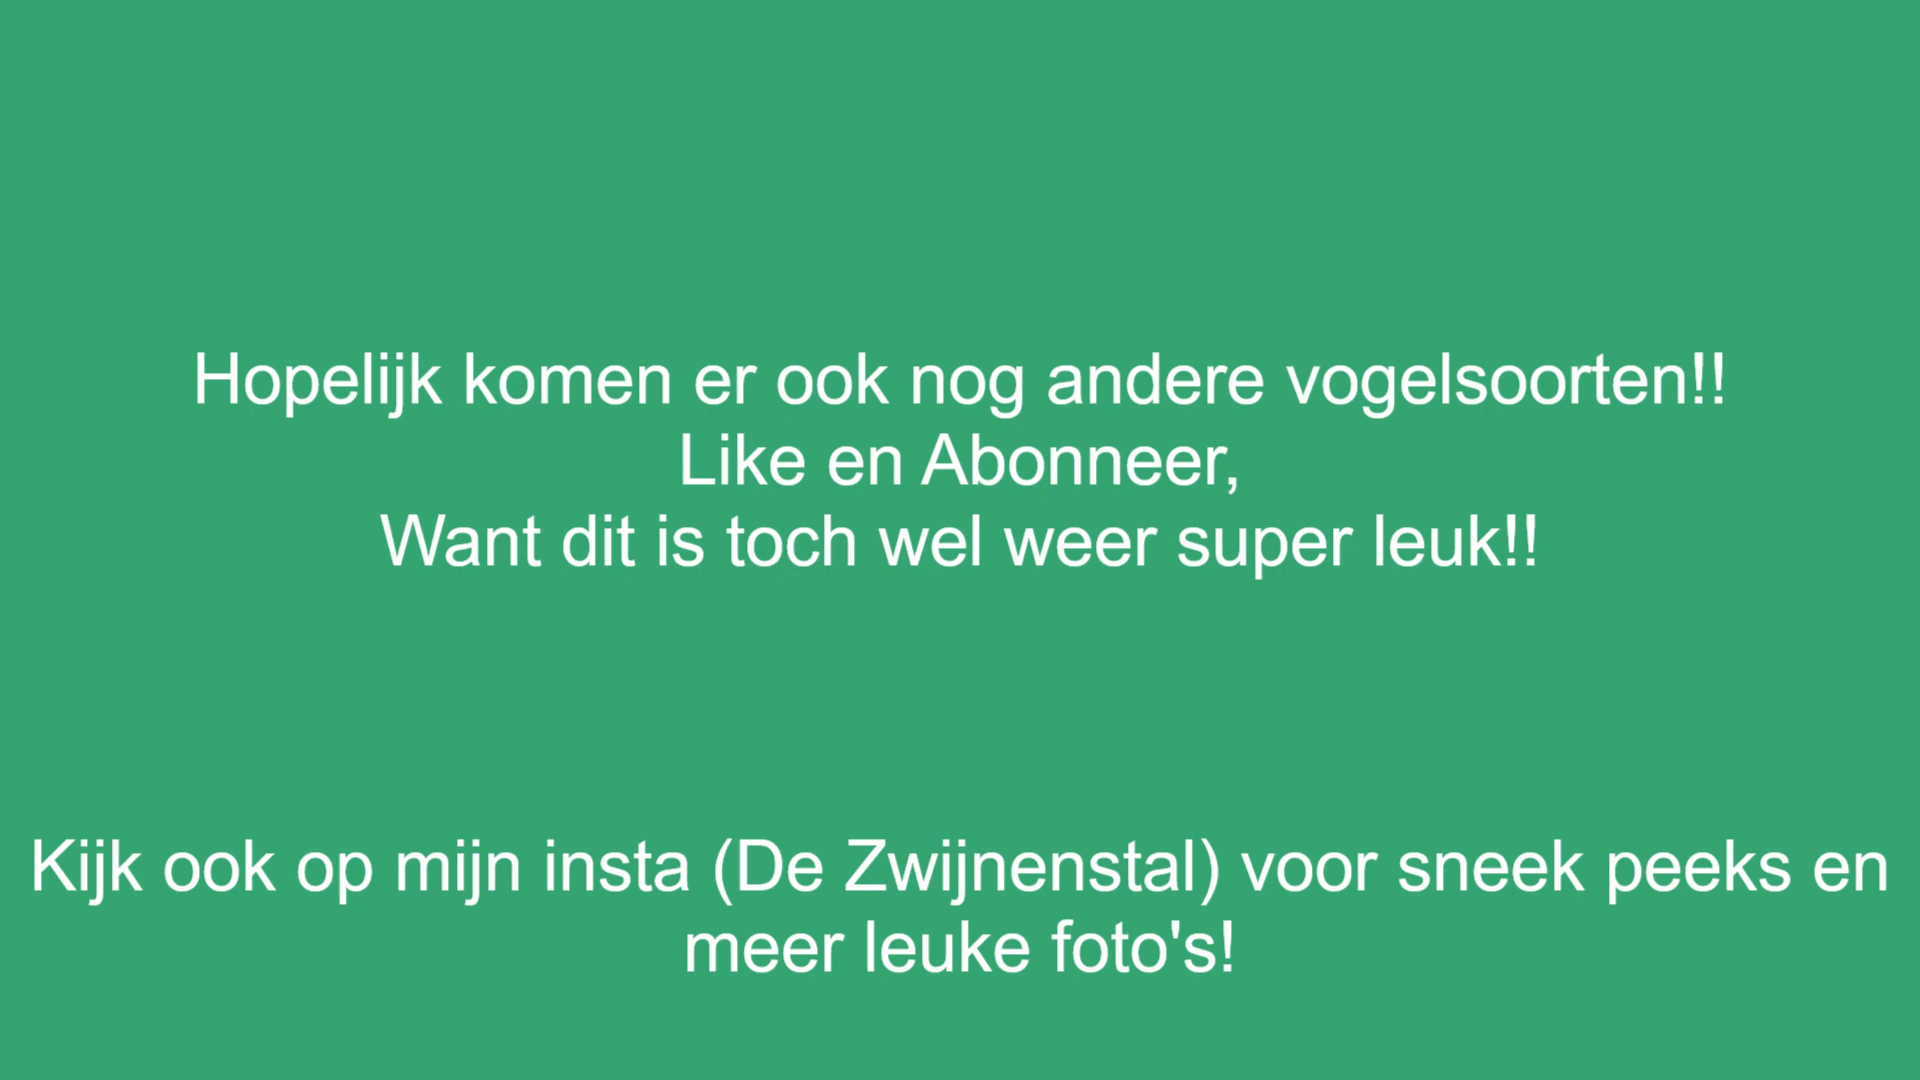 Hopelijk komen er ook nog andere vogelsoorten!!
Like en Abonneer,
Want dit is toch wel weer super leuk!!
Kijk ook op mijn insta (De Zwijnenstal) voor sneek peeks en
meer leuke foto's!